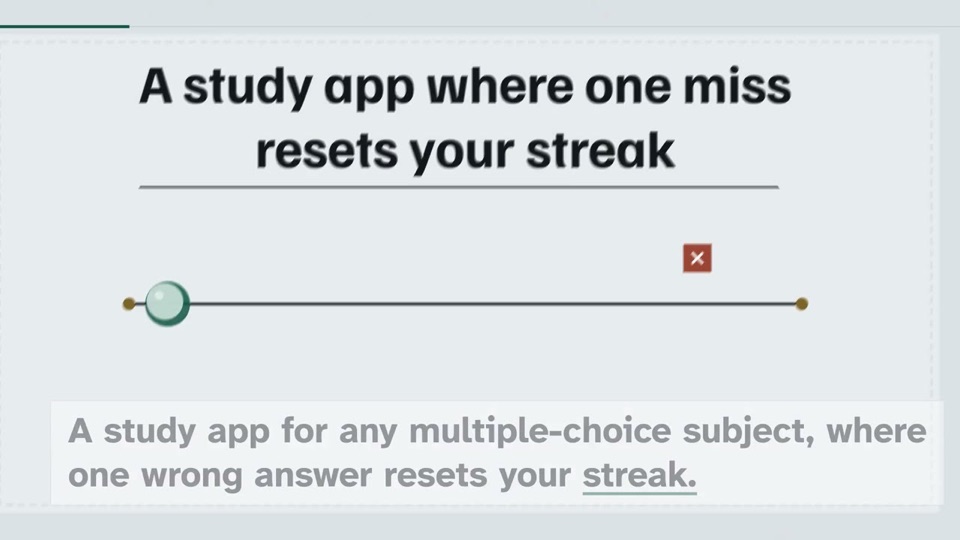 A study app where one miss
resets your streak
A study app for any multiple-choice subject, where
one wrong answer resets your streak.